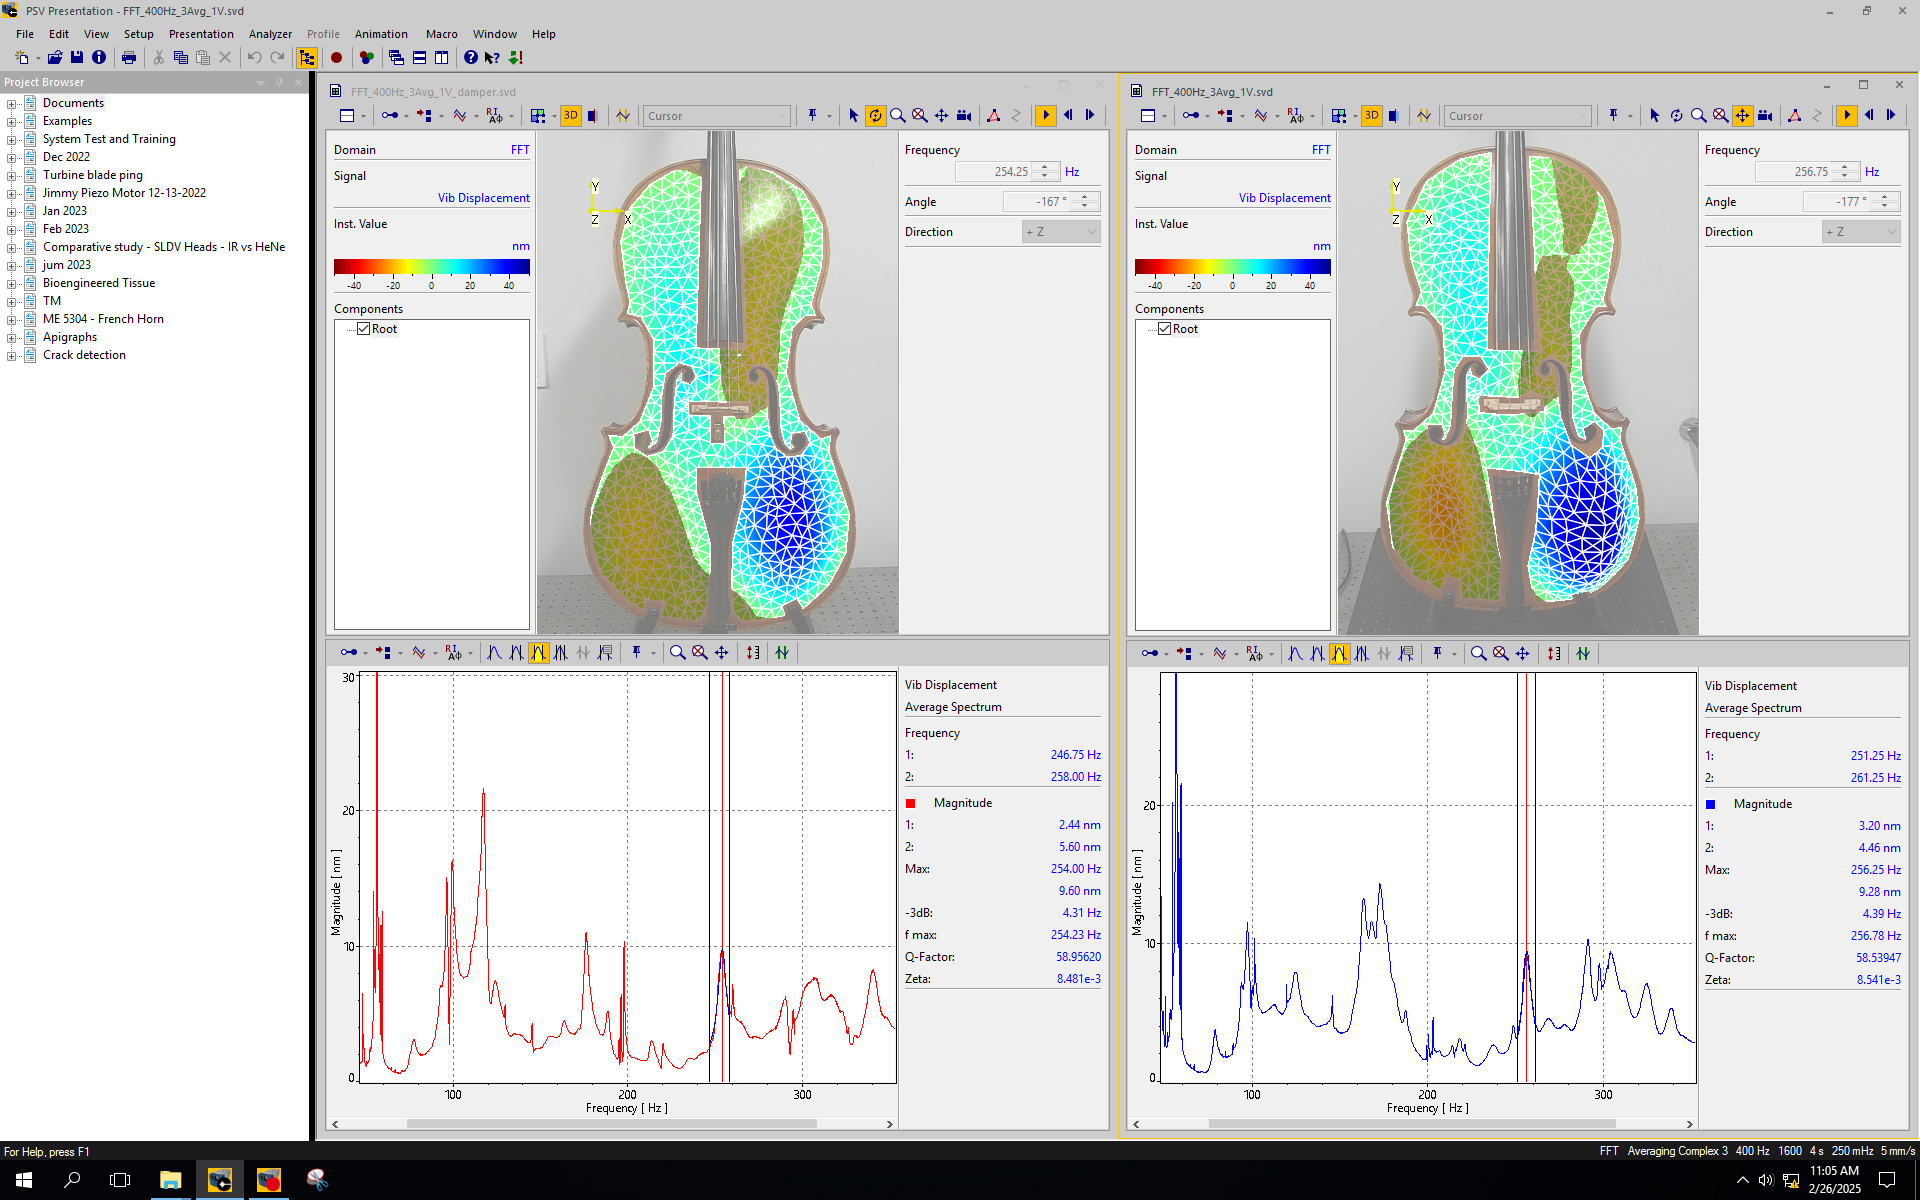 PSV Presentation - FFT_400Hz_3Avg_1V.svd
File Edit View Setup Presentation Analyzer Profile Animation Macro Window Help
Project Browser
Documents
Examples
System Test and Training
Dec 2022
Turbine blade ping
Jimmy Piezo Motor 12-13-2022
Jan 2023
Feb 2023
Comparative study - SLDV Heads - IR vs HeNe
jum 2023
Bioengineered Tissue
TM
ME 5304 - French Horn
Apigraphs
Crack detection
FFT_400Hz_3Avg_1V_damper.svd
3D Cursor
Domain FFT
Signal
Vib Displacement
Inst. Value
nm
-40 -20 0 20 40
Components
Root
Y
Z X
Frequency
254.25 Hz
Angle -167 °
Direction + Z
30
20
10
0
Magnitude [ nm ]
100 200 300
Frequency [ Hz ]
Vib Displacement
Average Spectrum
Frequency
1: 246.75 Hz
2: 258.00 Hz
Magnitude
1: 2.44 nm
2: 5.60 nm
Max: 254.00 Hz
9.60 nm
-3dB: 4.31 Hz
f max: 254.23 Hz
Q-Factor: 58.95620
Zeta: 8.481e-3
FFT_400Hz_3Avg_1V.svd
3D Cursor
Domain FFT
Signal
Vib Displacement
Inst. Value
nm
-40 -20 0 20 40
Components
Root
Y
Z X
Frequency
256.75 Hz
Angle -177 °
Direction + Z
20
10
0
Magnitude [ nm ]
100 200 300
Frequency [ Hz ]
Vib Displacement
Average Spectrum
Frequency
1: 251.25 Hz
2: 261.25 Hz
Magnitude
1: 3.20 nm
2: 4.46 nm
Max: 256.25 Hz
9.28 nm
-3dB: 4.39 Hz
f max: 256.78 Hz
Q-Factor: 58.53947
Zeta: 8.541e-3
For Help, press F1
FFT Averaging Complex 3 400 Hz 1600 4 s 250 mHz 5 mm/s
11:05 AM
2/26/2025